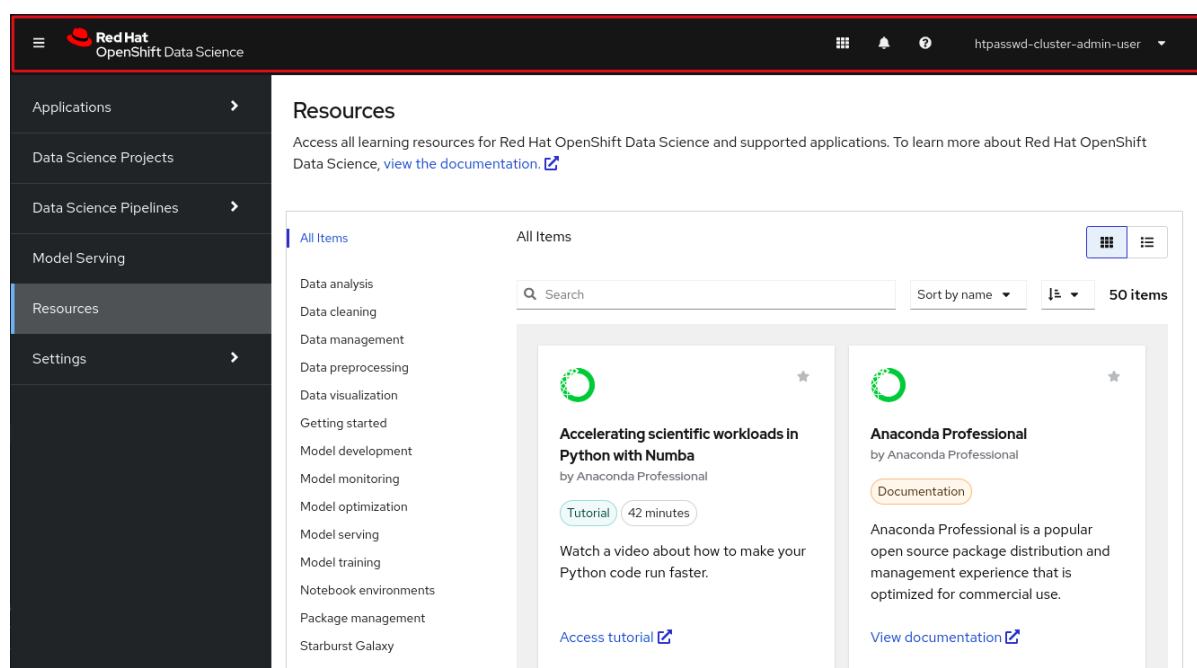 Red Hat
OpenShift Data Science
htpasswd-cluster-admin-user
Applications
Data Science Projects
Data Science Pipelines
Model Serving
Resources
Settings
Resources
Access all learning resources for Red Hat OpenShift Data Science and supported applications. To learn more about Red Hat OpenShift
Data Science, view the documentation.
All Items
Data analysis
Data cleaning
Data management
Data preprocessing
Data visualization
Getting started
Model development
Model monitoring
Model optimization
Model serving
Model training
Notebook environments
Package management
Starburst Galaxy
All Items
Search
Sort by name
50 items
Accelerating scientific workloads in
Python with Numba
by Anaconda Professional
Tutorial
42 minutes
Watch a video about how to make your
Python code run faster.
Access tutorial
Anaconda Professional
by Anaconda Professional
Documentation
Anaconda Professional is a popular
open source package distribution and
management experience that is
optimized for commercial use.
View documentation